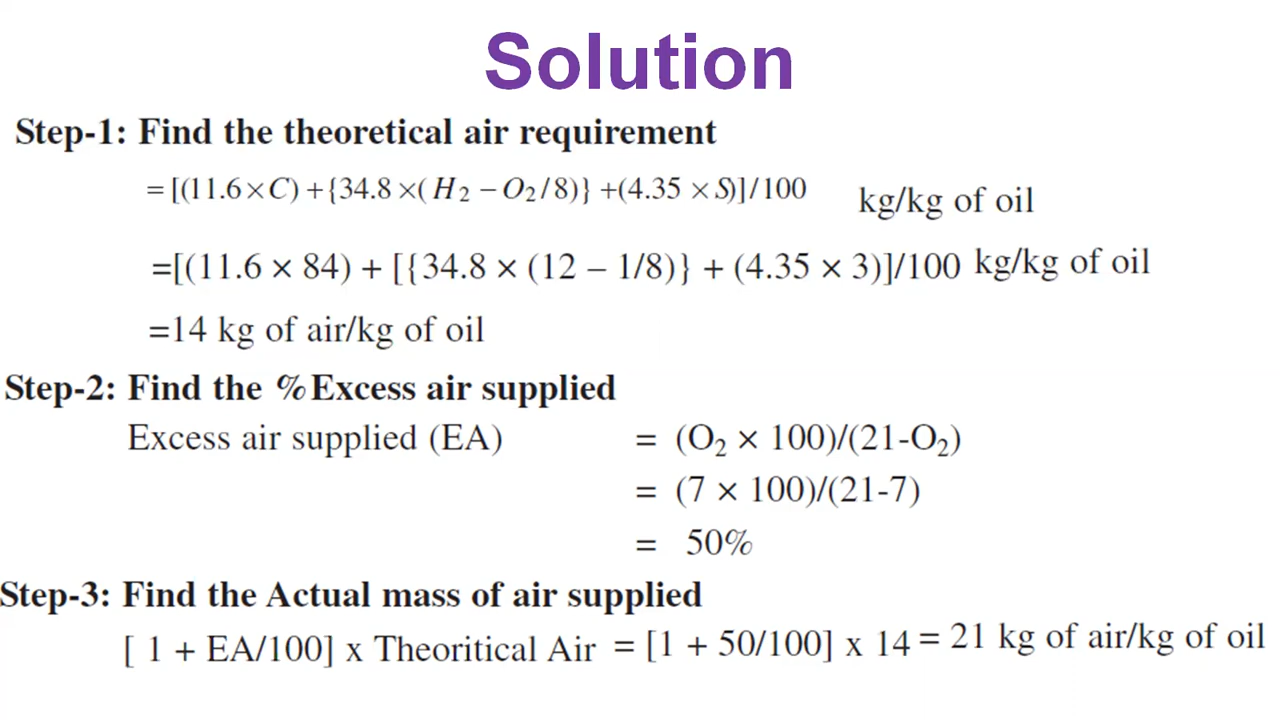 Solution
Step-1: Find the theoretical air requirement
= [(11.6 × C) + {34.8 × ( H₂ − O₂ / 8)} + (4.35 × S)] / 100 kg/kg of oil
=[(11.6 × 84) + [{34.8 × (12 – 1/8)} + (4.35 × 3)]/100 kg/kg of oil
=14 kg of air/kg of oil
Step-2: Find the %Excess air supplied
Excess air supplied (EA) = (O₂ × 100)/(21-O₂)
= (7 × 100)/(21-7)
= 50%
Step-3: Find the Actual mass of air supplied
[ 1 + EA/100] x Theoritical Air = [1 + 50/100] x 14 = 21 kg of air/kg of oil